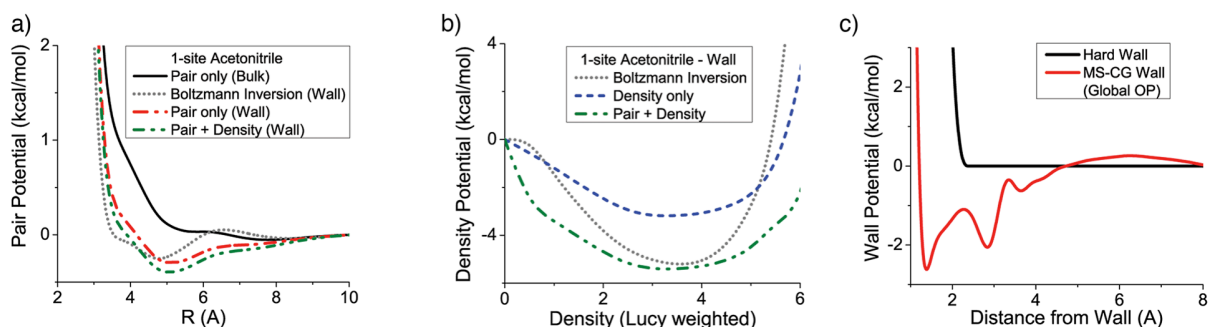 a)
Pair Potential (kcal/mol)
2
1
0
1-site Acetonitrile
Pair only (Bulk)
Boltzmann Inversion (Wall)
Pair only (Wall)
Pair + Density (Wall)
2 4 6 8 10
R (A)
b)
Density Potential (kcal/mol)
4
0
-4
1-site Acetonitrile - Wall
Boltzmann Inversion
Density only
Pair + Density
0 2 4 6
Density (Lucy weighted)
c)
Wall Potential (kcal/mol)
2
0
-2
Hard Wall
MS-CG Wall
(Global OP)
2 4 6 8
Distance from Wall (A)